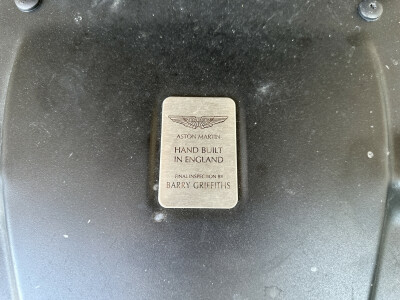 ASTON MARTIN
HAND BUILT
IN ENGLAND
FINAL INSPECTION BY
BARRY GRIFFITHS